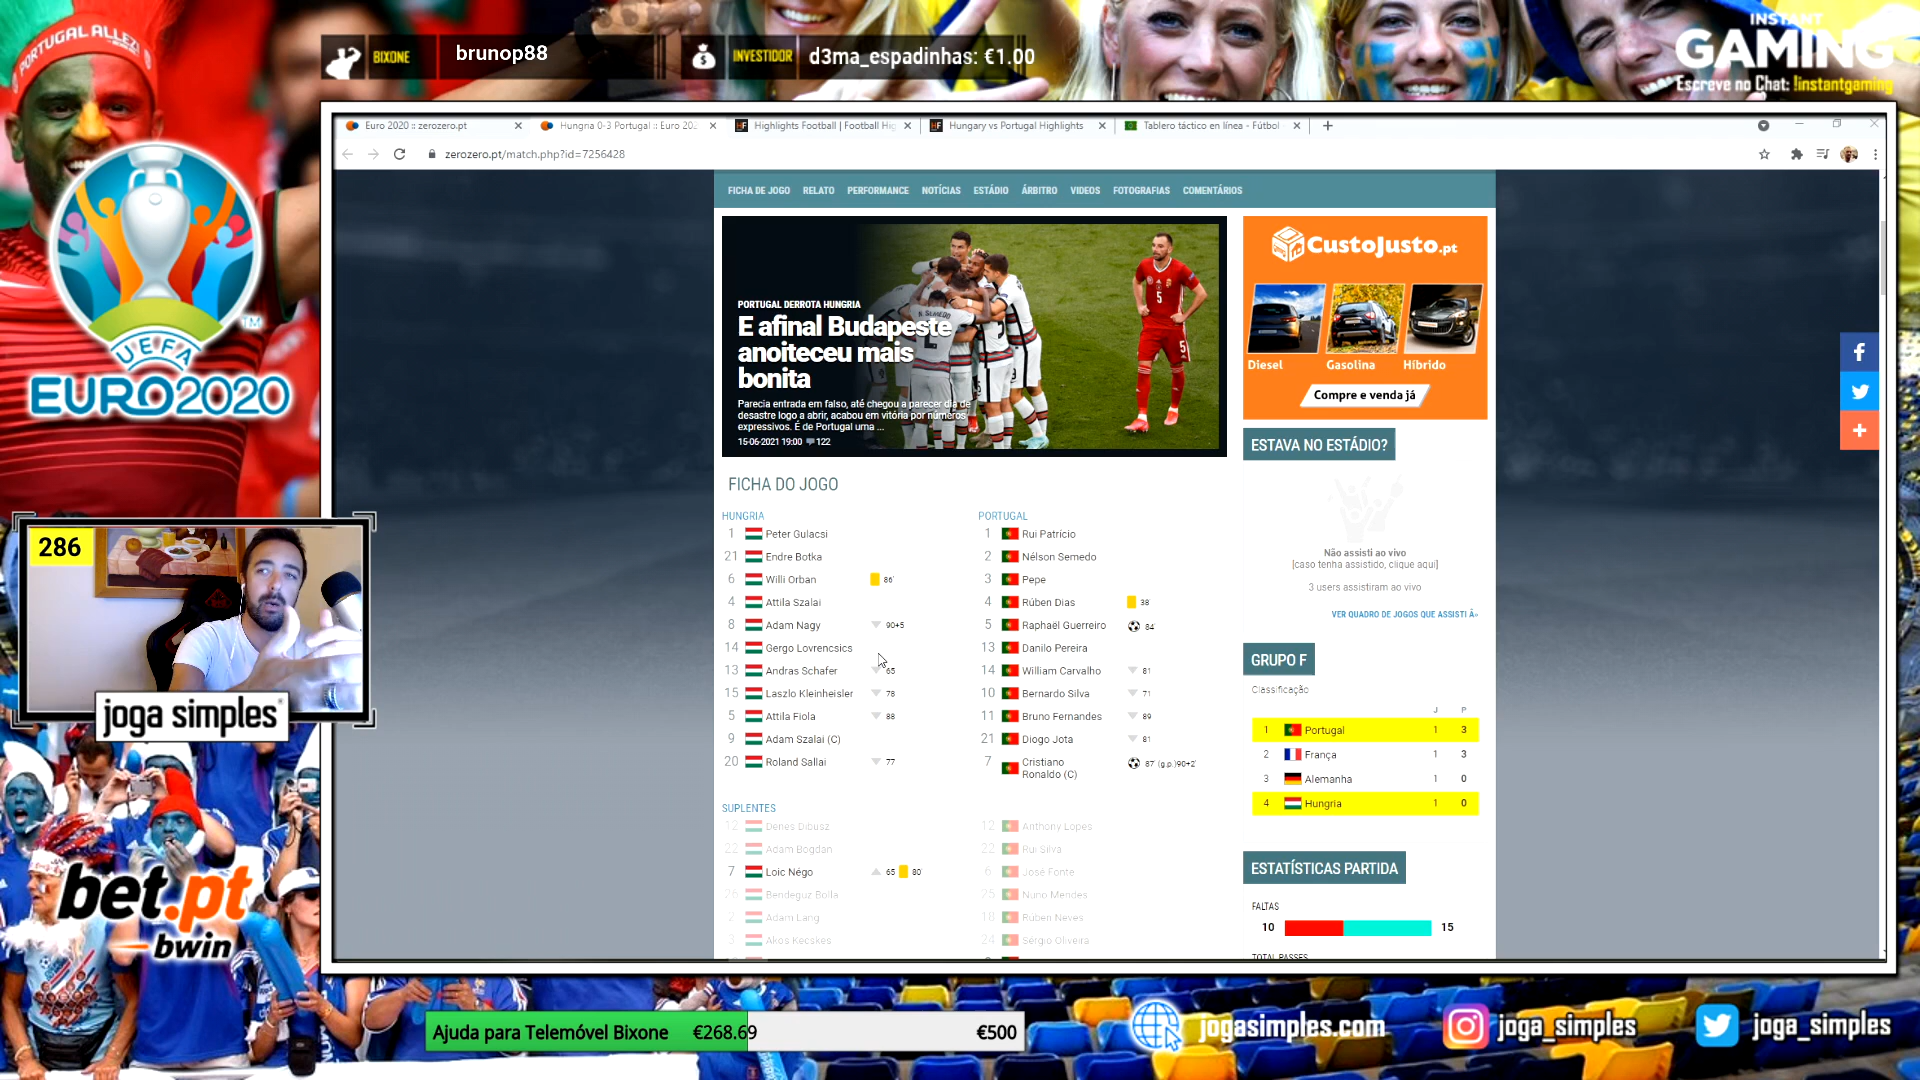 PORTUGAL ALLEZ!
BIXONE
brunop88
INVESTIDOR
d3ma_espadinhas: €1.00
INSTANT
GAMING
Escreve no Chat: !instantgaming
Euro 2020 :: zerozero.pt
Hungria 0-3 Portugal :: Euro 202
Highlights Football | Football Hig
Hungary vs Portugal Highlights
Tablero táctico en línea - Fútbol
zerozero.pt/match.php?id=7256428
FICHA DE JOGO RELATO PERFORMANCE NOTÍCIAS ESTÁDIO ÁRBITRO VIDEOS FOTOGRAFIAS COMENTÁRIOS
PORTUGAL DERROTA HUNGRIA
E afinal Budapeste
anoiteceu mais
bonita
Parecia entrada em falso, até chegou a parecer dia de
desastre logo a abrir, acabou em vitória por números
expressivos. É de Portugal uma ...
15-06-2021 19:00 122
5
5
CustoJusto.pt
Diesel Gasolina Híbrido
Compre e venda já
UEFA
EURO2020
TM
FICHA DO JOGO
HUNGRIA
1 Peter Gulacsi
21 Endre Botka
6 Willi Orban 86'
4 Attila Szalai
8 Adam Nagy 90+5
14 Gergo Lovrencsics
13 Andras Schafer 65
15 Laszlo Kleinheisler 78
5 Attila Fiola 88
9 Adam Szalai (C)
20 Roland Sallai 77
PORTUGAL
1 Rui Patrício
2 Nélson Semedo
3 Pepe
4 Rúben Dias 38
5 Raphaël Guerreiro 84'
13 Danilo Pereira
14 William Carvalho 81
10 Bernardo Silva 71
11 Bruno Fernandes 89
21 Diogo Jota 81
7 Cristiano
Ronaldo (C) 87' (g.p.)90+2'
SUPLENTES
12 Denes Dibusz
22 Adam Bogdan
7 Loic Négo 65 80
26 Bendeguz Bolla
2 Adam Lang
3 Akos Kecskes
12 Anthony Lopes
22 Rui Silva
6 José Fonte
25 Nuno Mendes
18 Rúben Neves
24 Sérgio Oliveira
ESTAVA NO ESTÁDIO?
Não assisti ao vivo
[caso tenha assistido, clique aqui]
3 users assistiram ao vivo
VER QUADRO DE JOGOS QUE ASSISTI Â»
GRUPO F
Classificação
J P
1 Portugal 1 3
2 França 1 3
3 Alemanha 1 0
4 Hungria 1 0
ESTATÍSTICAS PARTIDA
FALTAS
10 15
TOTAL PASSES
286
joga simples
bet.pt
bwin
Ajuda para Telemóvel Bixone €268.69 €500
jogasimples.com
joga_simples
joga_simples